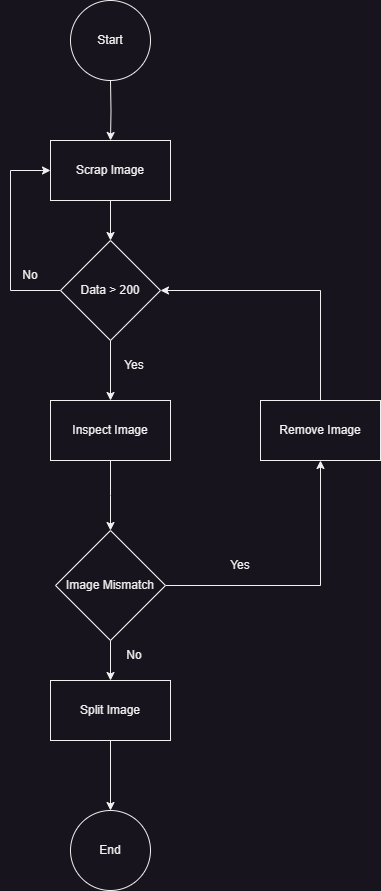 Start
Scrap Image
No
Data > 200
Yes
Inspect Image
Remove Image
Image Mismatch
Yes
No
Split Image
End